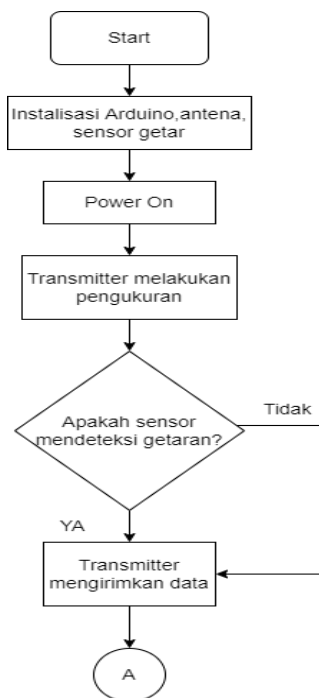 Start
Instalisasi Arduino,antena,
sensor getar
Power On
Transmitter melakukan
pengukuran
Apakah sensor
mendeteksi getaran?
Tidak
YA
Transmitter
mengirimkan data
A